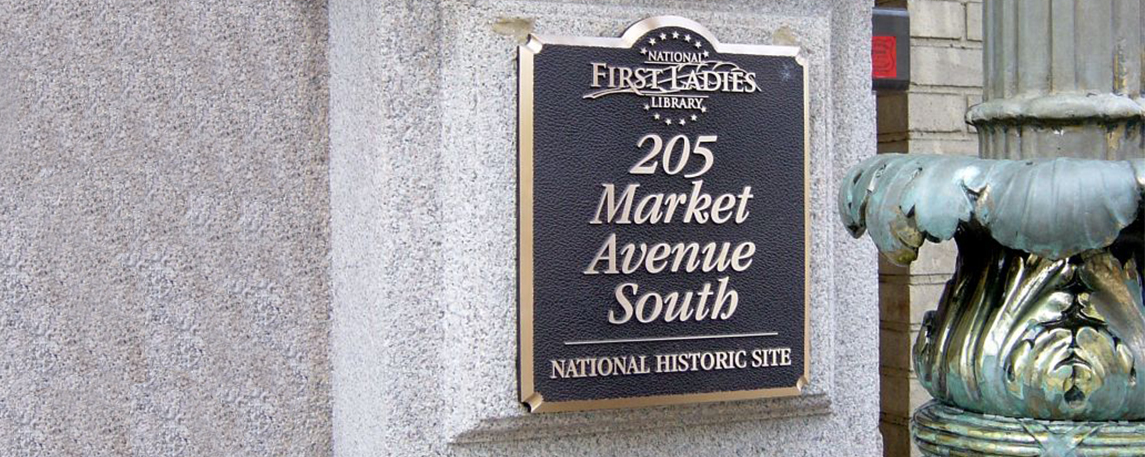 NATIONAL
FIRST LADIES
LIBRARY
205
Market
Avenue
South
NATIONAL HISTORIC SITE